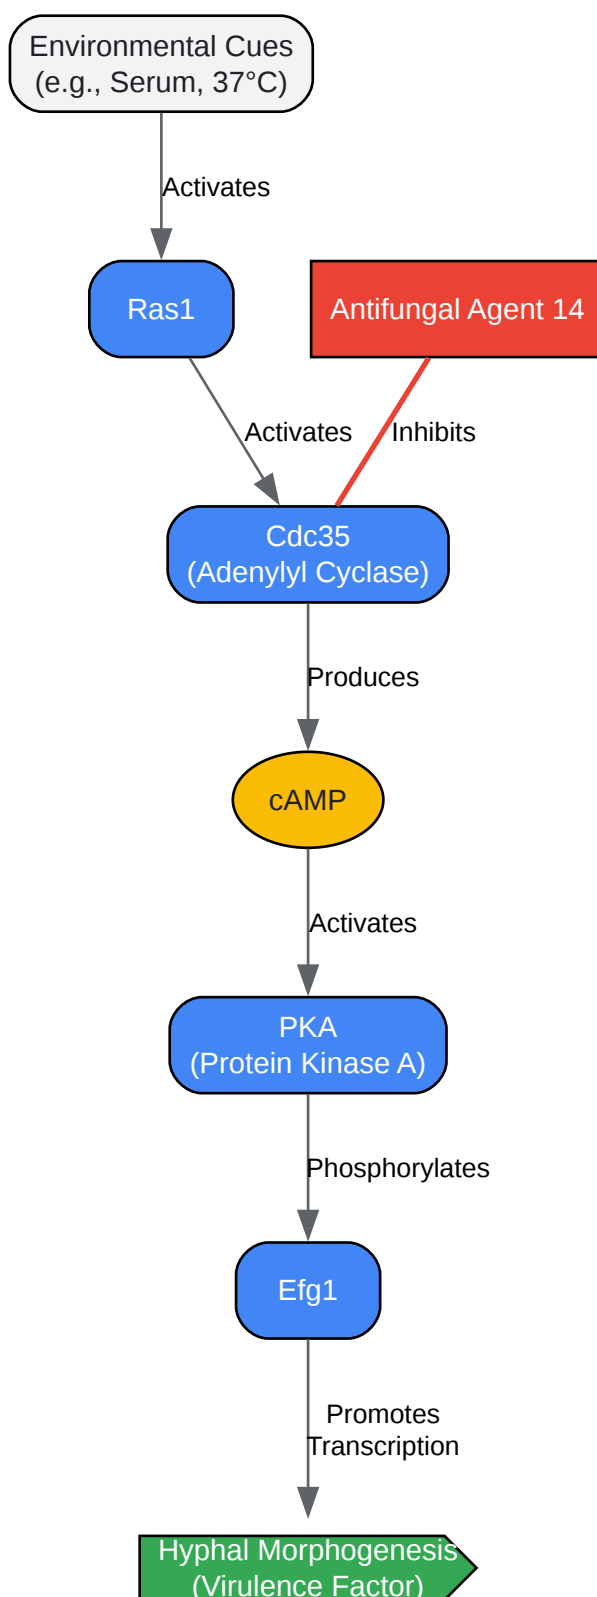 Environmental Cues
(e.g., Serum, 37°C)
Activates
Ras1
Antifungal Agent 14
Activates
Inhibits
Cdc35
(Adenylyl Cyclase)
Produces
cAMP
Activates
PKA
(Protein Kinase A)
Phosphorylates
Efg1
Promotes
Transcription
Hyphal Morphogenesis
(Virulence Factor)